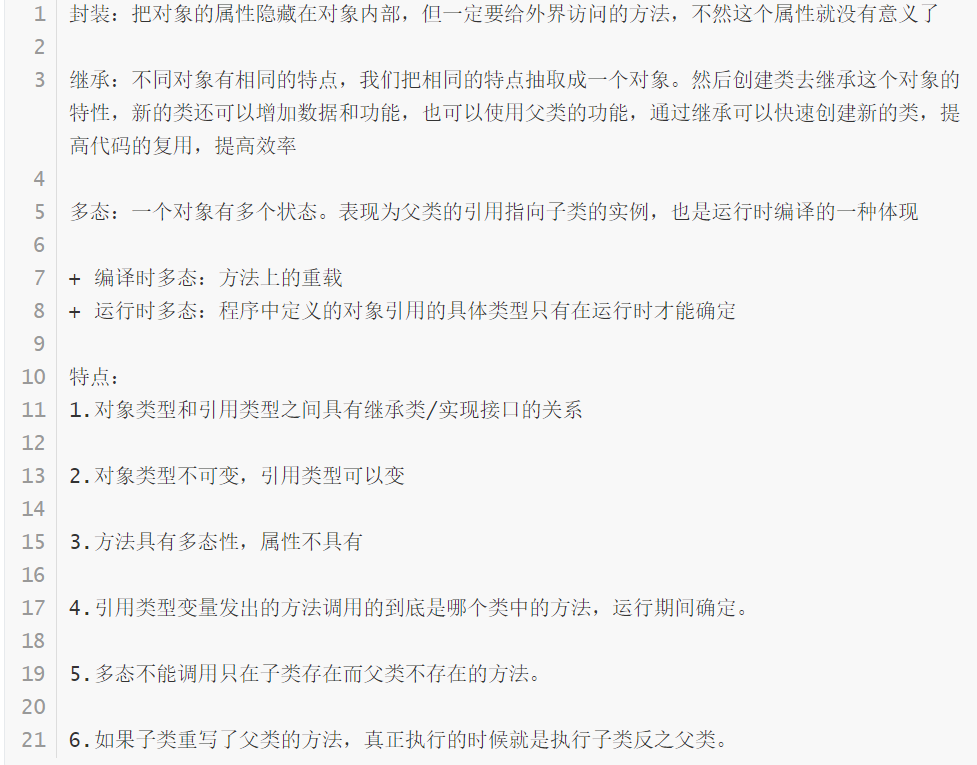 1 封装：把对象的属性隐藏在对象内部，但一定要给外界访问的方法，不然这个属性就没有意义了
2
3 继承：不同对象有相同的特点，我们把相同的特点抽取成一个对象。然后创建类去继承这个对象的
特性，新的类还可以增加数据和功能，也可以使用父类的功能，通过继承可以快速创建新的类，提
高代码的复用，提高效率
4
5 多态：一个对象有多个状态。表现为父类的引用指向子类的实例，也是运行时编译的一种体现
6
7 + 编译时多态：方法上的重载
8 + 运行时多态：程序中定义的对象引用的具体类型只有在运行时才能确定
9
10 特点：
11 1.对象类型和引用类型之间具有继承类/实现接口的关系
12
13 2.对象类型不可变，引用类型可以变
14
15 3.方法具有多态性，属性不具有
16
17 4.引用类型变量发出的方法调用的到底是哪个类中的方法，运行期间确定。
18
19 5.多态不能调用只在子类存在而父类不存在的方法。
20
21 6.如果子类重写了父类的方法，真正执行的时候就是执行子类反之父类。